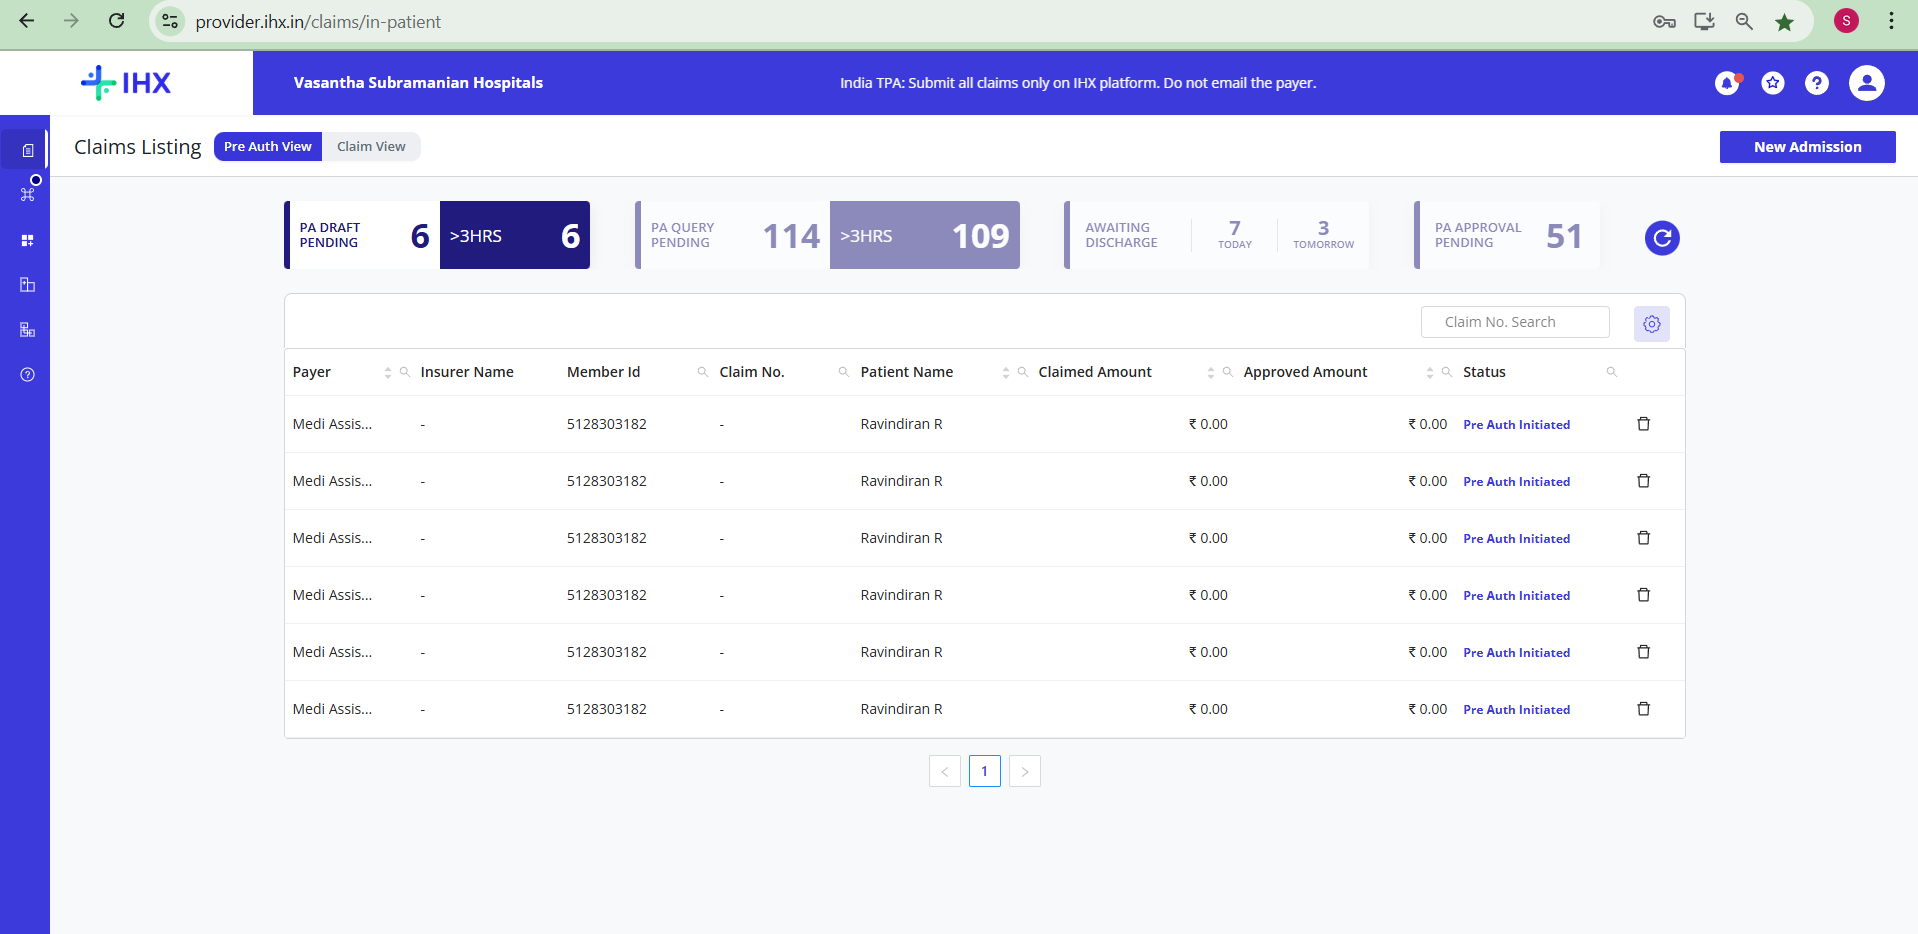 provider.ihx.in/claims/in-patient
S
IHX
Vasantha Subramanian Hospitals
India TPA: Submit all claims only on IHX platform. Do not email the payer.
Claims Listing Pre Auth View Claim View
New Admission
PA DRAFT PENDING 6 >3HRS 6
PA QUERY PENDING 114 >3HRS 109
AWAITING DISCHARGE 7 TODAY 3 TOMORROW
PA APPROVAL PENDING 51
Claim No. Search
Payer Insurer Name Member Id Claim No. Patient Name Claimed Amount Approved Amount Status
Medi Assis... - 5128303182 - Ravindiran R ₹ 0.00 ₹ 0.00 Pre Auth Initiated
Medi Assis... - 5128303182 - Ravindiran R ₹ 0.00 ₹ 0.00 Pre Auth Initiated
Medi Assis... - 5128303182 - Ravindiran R ₹ 0.00 ₹ 0.00 Pre Auth Initiated
Medi Assis... - 5128303182 - Ravindiran R ₹ 0.00 ₹ 0.00 Pre Auth Initiated
Medi Assis... - 5128303182 - Ravindiran R ₹ 0.00 ₹ 0.00 Pre Auth Initiated
Medi Assis... - 5128303182 - Ravindiran R ₹ 0.00 ₹ 0.00 Pre Auth Initiated
< 1 >